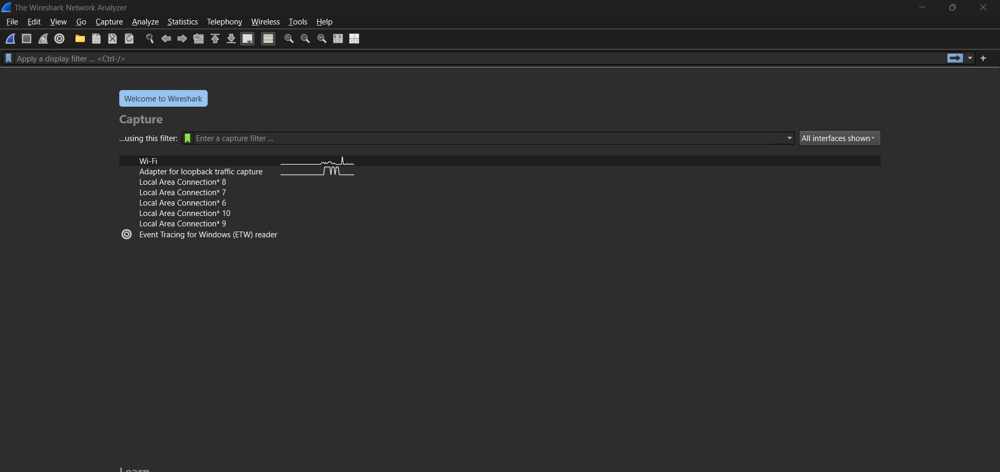 The Wireshark Network Analyzer
File Edit View Go Capture Analyze Statistics Telephony Wireless Tools Help
Apply a display filter ... <Ctrl-/>
Welcome to Wireshark
Capture
...using this filter: Enter a capture filter ... All interfaces shown
Wi-Fi
Adapter for loopback traffic capture
Local Area Connection* 8
Local Area Connection* 7
Local Area Connection* 6
Local Area Connection* 10
Local Area Connection* 9
Event Tracing for Windows (ETW) reader
Learn